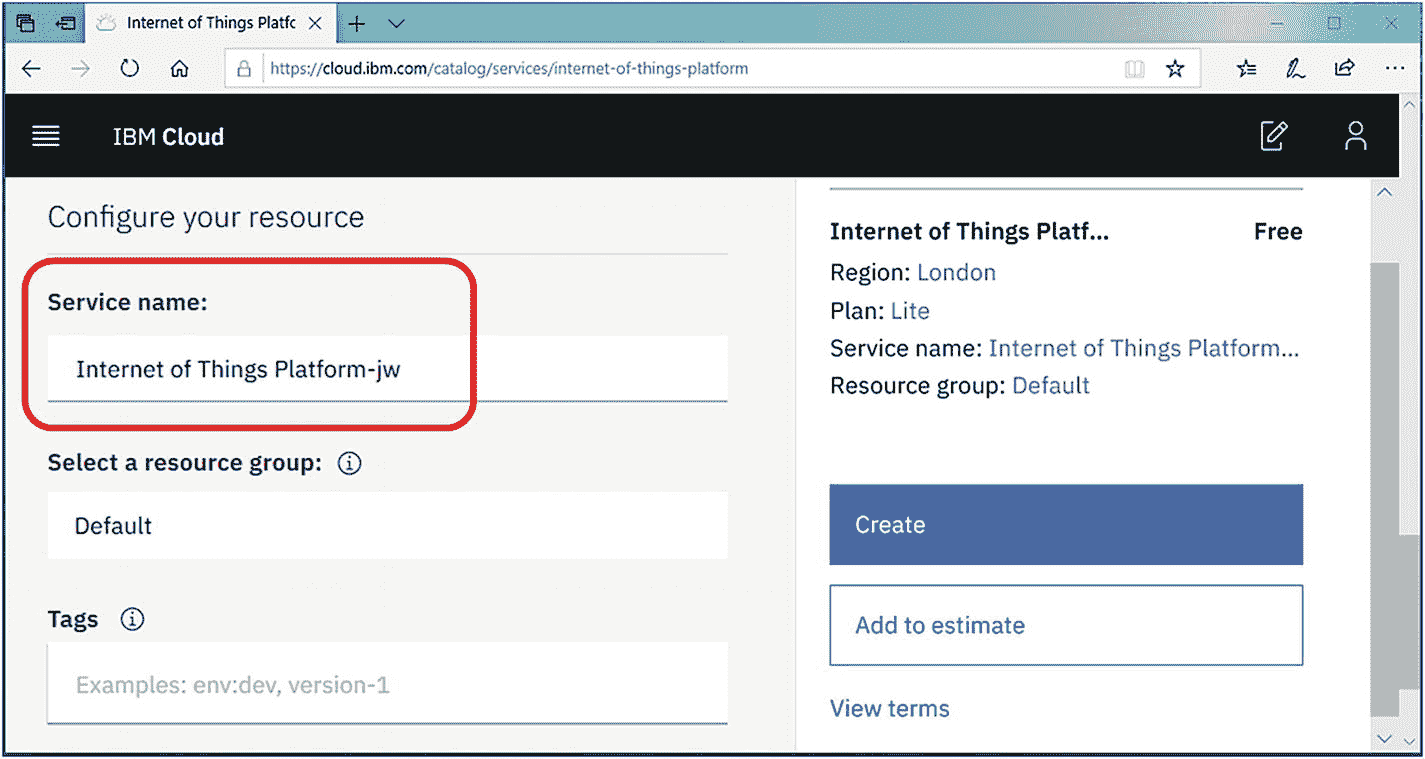 Internet of Things Platfc
https://cloud.ibm.com/catalog/services/internet-of-things-platform
IBM Cloud
Configure your resource
Service name:
Internet of Things Platform-jw
Select a resource group:
Default
Tags
Examples: env:dev, version-1
Internet of Things Platf... Free
Region: London
Plan: Lite
Service name: Internet of Things Platform...
Resource group: Default
Create
Add to estimate
View terms